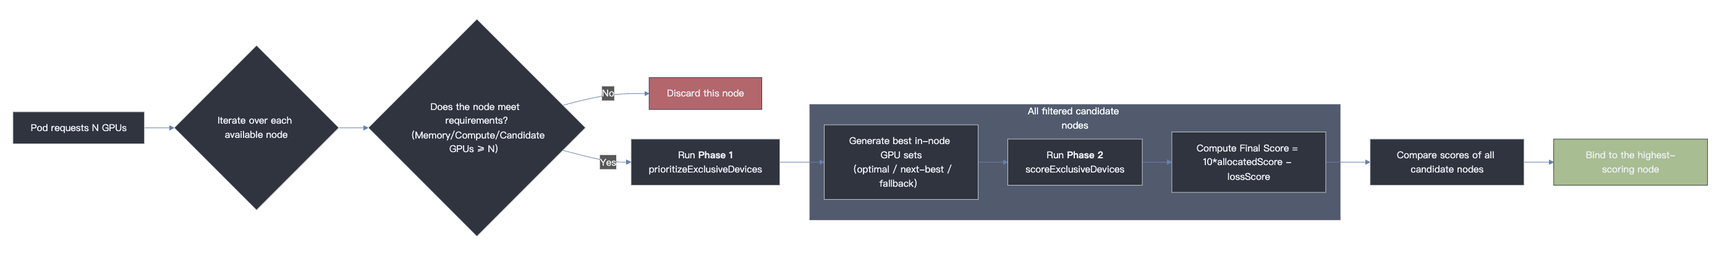 Pod requests N GPUs
Iterate over each
available node
Does the node meet
requirements?
(Memory/Compute/Candidate
GPUs ≥ N)
No
Discard this node
Yes
Run Phase 1
prioritizeExclusiveDevices
All filtered candidate
nodes
Generate best in-node
GPU sets
(optimal / next-best /
fallback)
Run Phase 2
scoreExclusiveDevices
Compute Final Score =
10*allocatedScore -
lossScore
Compare scores of all
candidate nodes
Bind to the highest-
scoring node